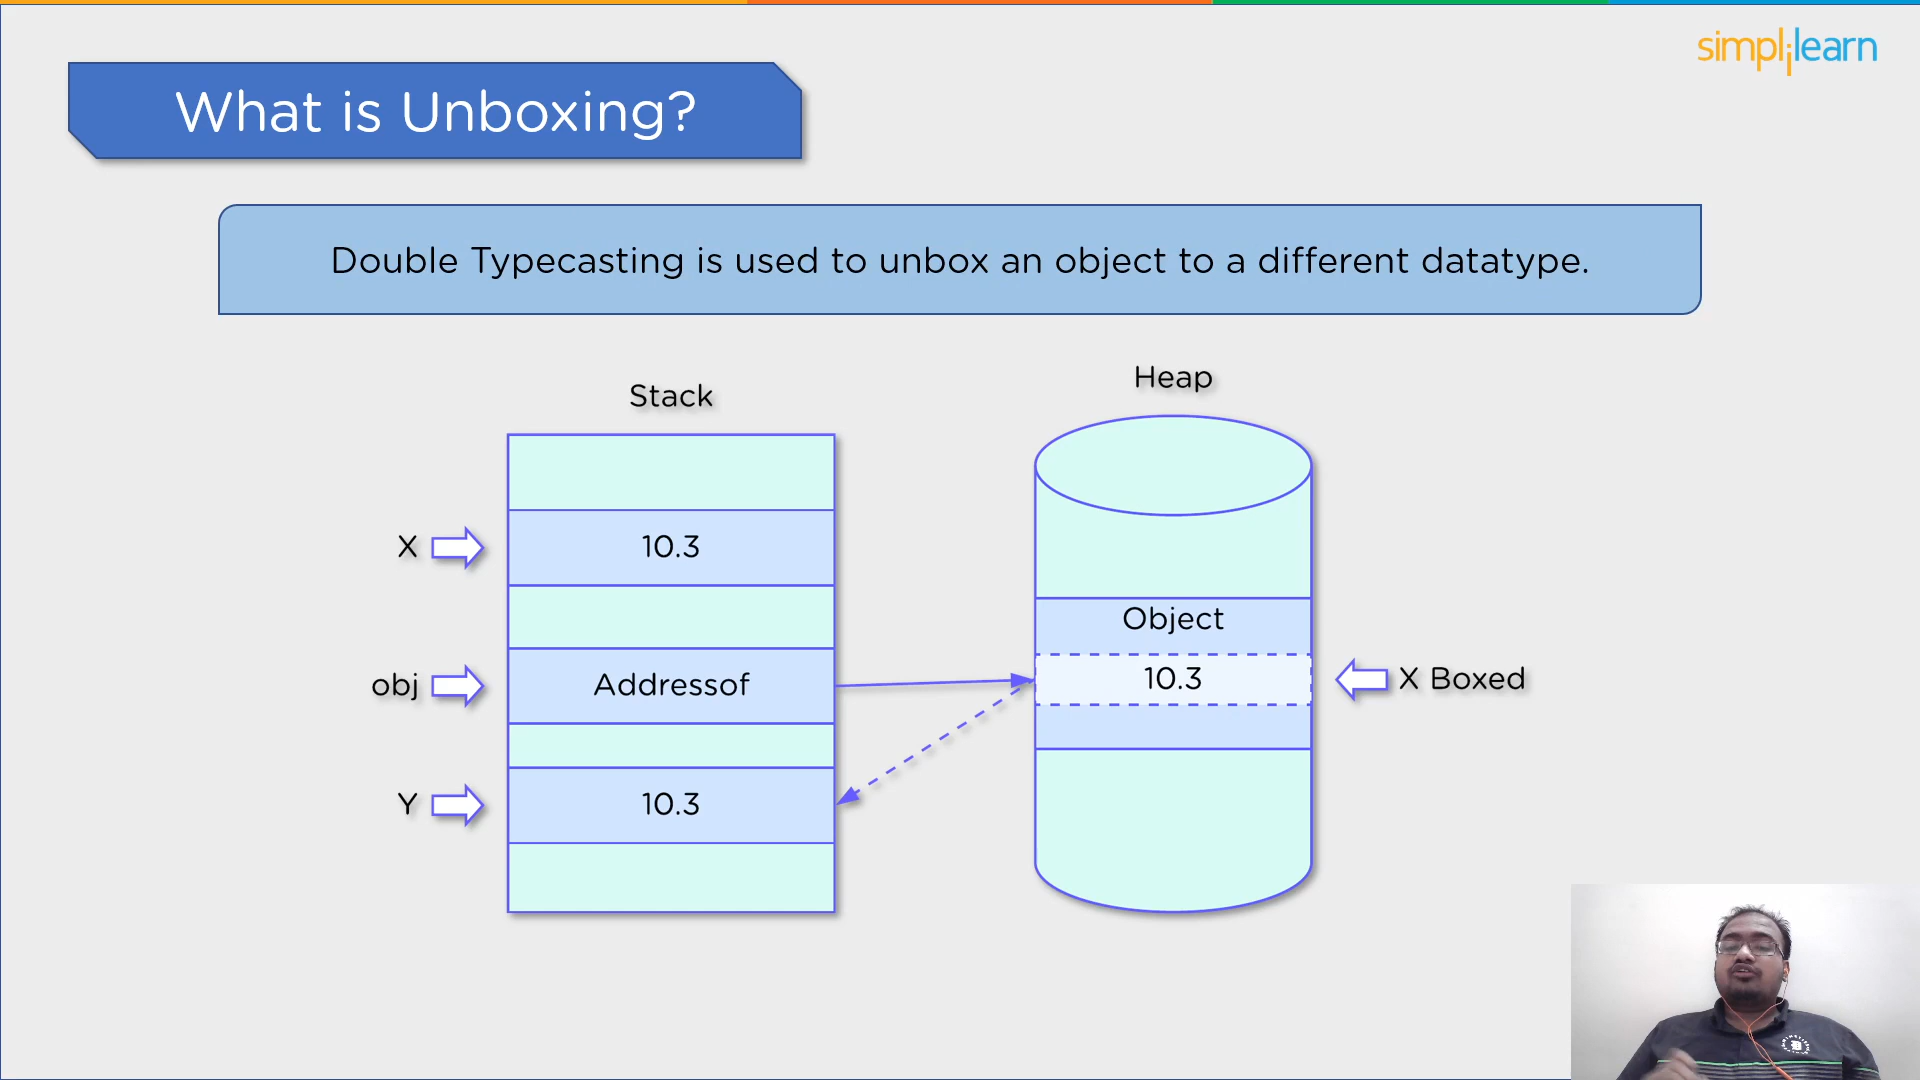 simplilearn
What is Unboxing?
Double Typecasting is used to unbox an object to a different datatype.
Stack
Heap
X
10.3
Object
obj
Addressof
10.3
X Boxed
Y
10.3